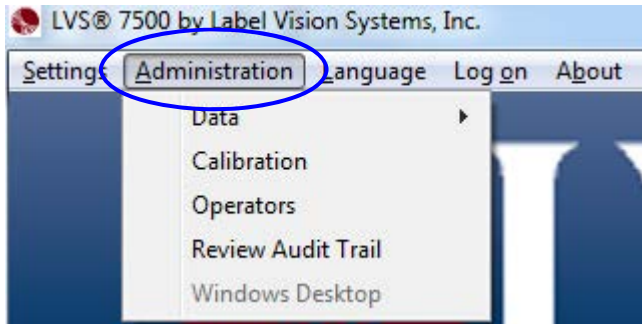 LVS® 7500 by Label Vision Systems, Inc.
Settings Administration Language Log on About
Data
Calibration
Operators
Review Audit Trail
Windows Desktop